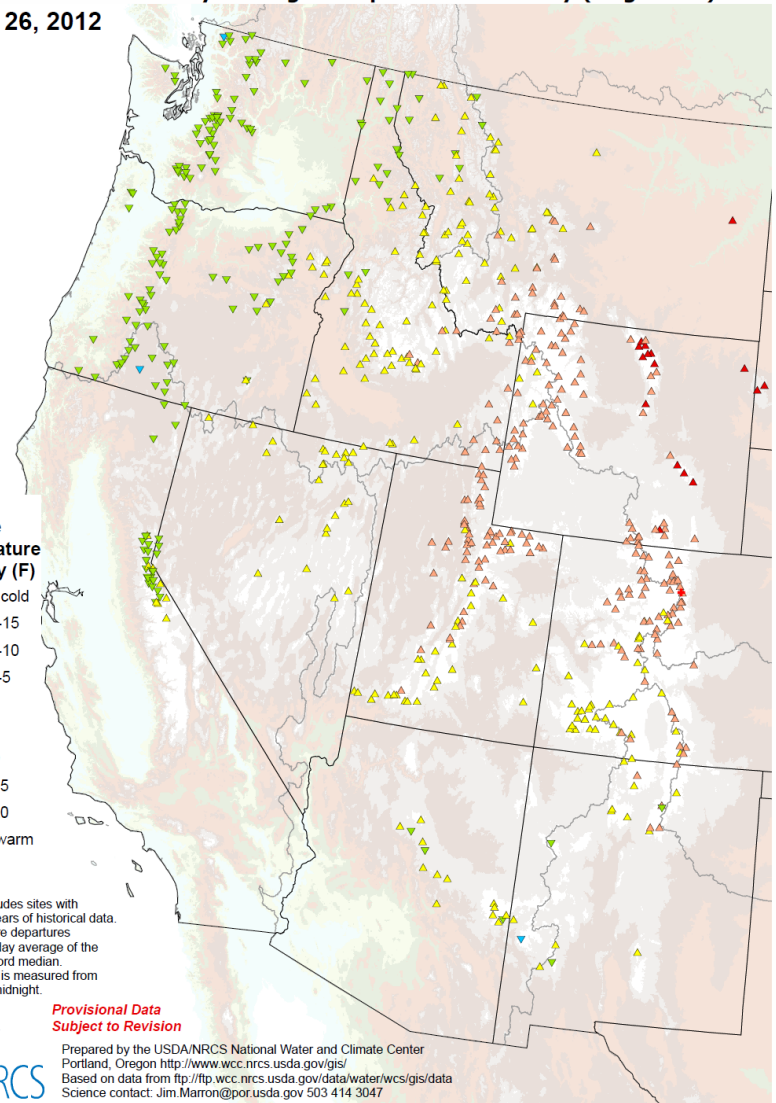 26, 2012
ature
y (F)
cold
-15
-10
-5
5
0
warm
udes sites with
ears of historical data.
re departures
day average of the
ord median.
is measured from
midnight.
Provisional Data
Subject to Revision
Prepared by the USDA/NRCS National Water and Climate Center
Portland, Oregon http://www.wcc.nrcs.usda.gov/gis/
Based on data from ftp://ftp.wcc.nrcs.usda.gov/data/water/wcs/gis/data
Science contact: Jim.Marron@por.usda.gov 503 414 3047
RCS